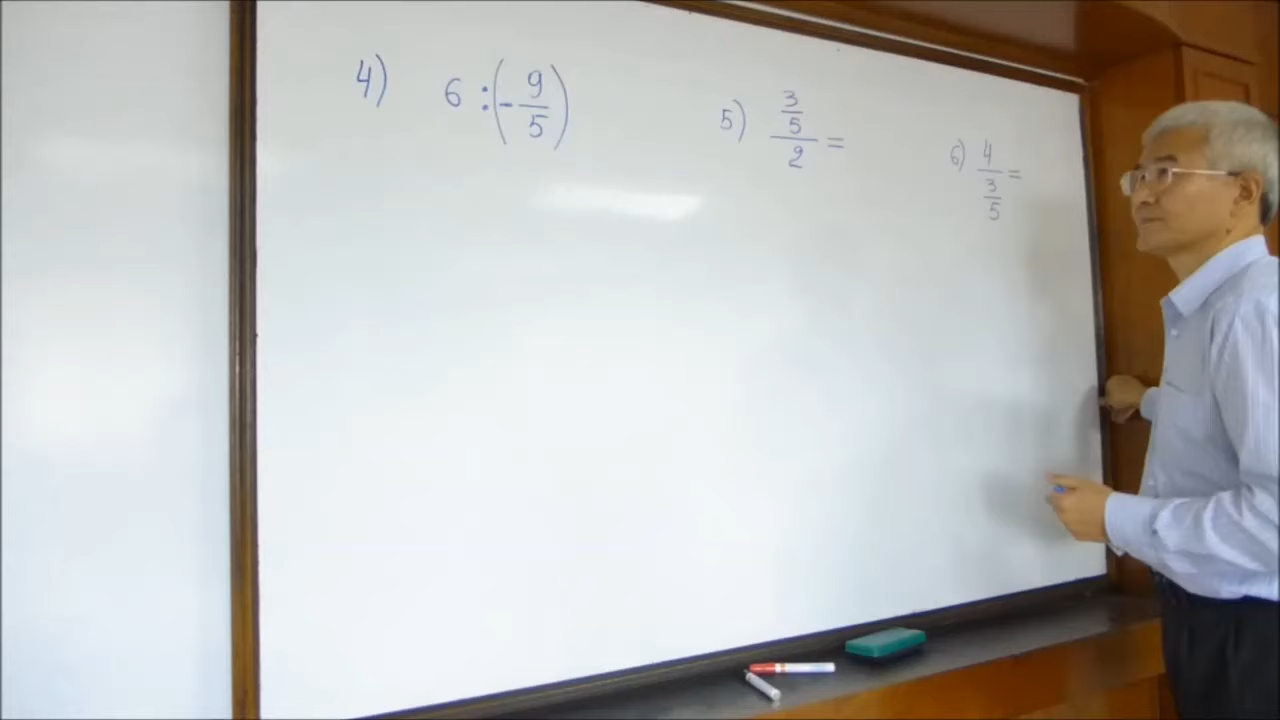 4) 6 : (- 9/5)
5) 3/5 / 2 =
6) 4 / 3/5 =